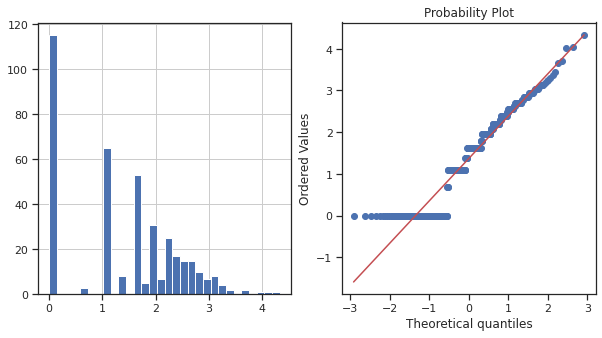 120
100
80
60
40
20
0
0 1 2 3 4
Probability Plot
Ordered Values
4
3
2
1
0
−1
−3 −2 −1 0 1 2 3
Theoretical quantiles